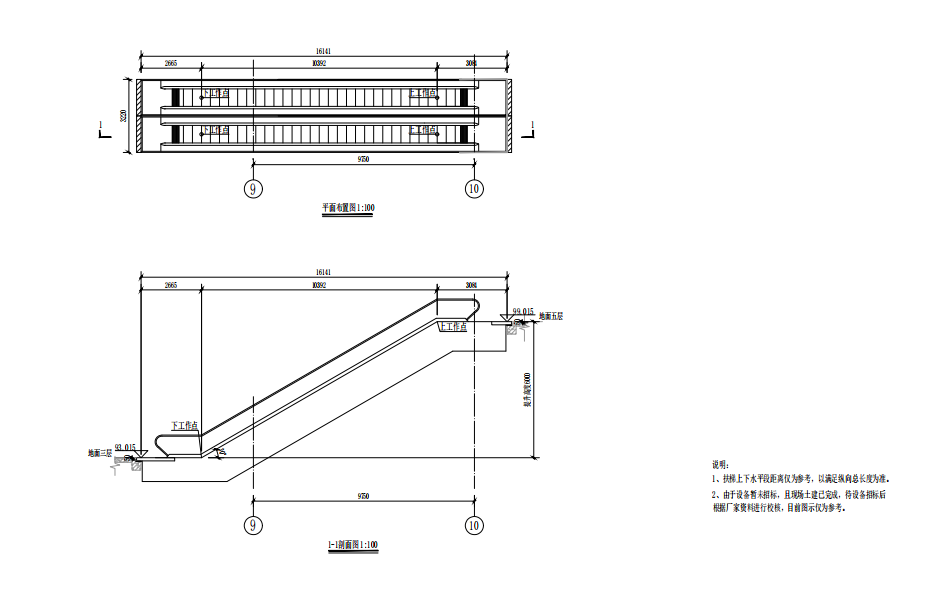 16141
2665
10392
3084
下工作点
上工作点
3220
1
1
下工作点
上工作点
9750
9
10
平面布置图 1:100
16141
2665
10392
3084
99.015
地面五层
上工作点
提升高度6000
下工作点
93.015
地面三层
9750
9
10
1-1剖面图 1:100
说明:
1、扶梯上下水平段距离仅为参考，以满足纵向总长度为准。
2、由于设备暂未招标，且现场土建已完成，待设备招标后
根据厂家资料进行校核，目前图示仅为参考。